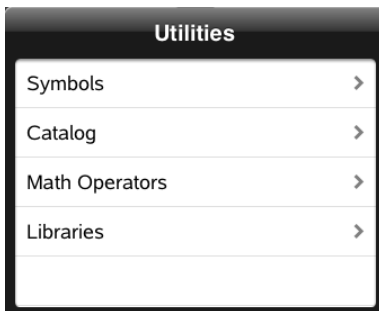 Utilities
Symbols
Catalog
Math Operators
Libraries